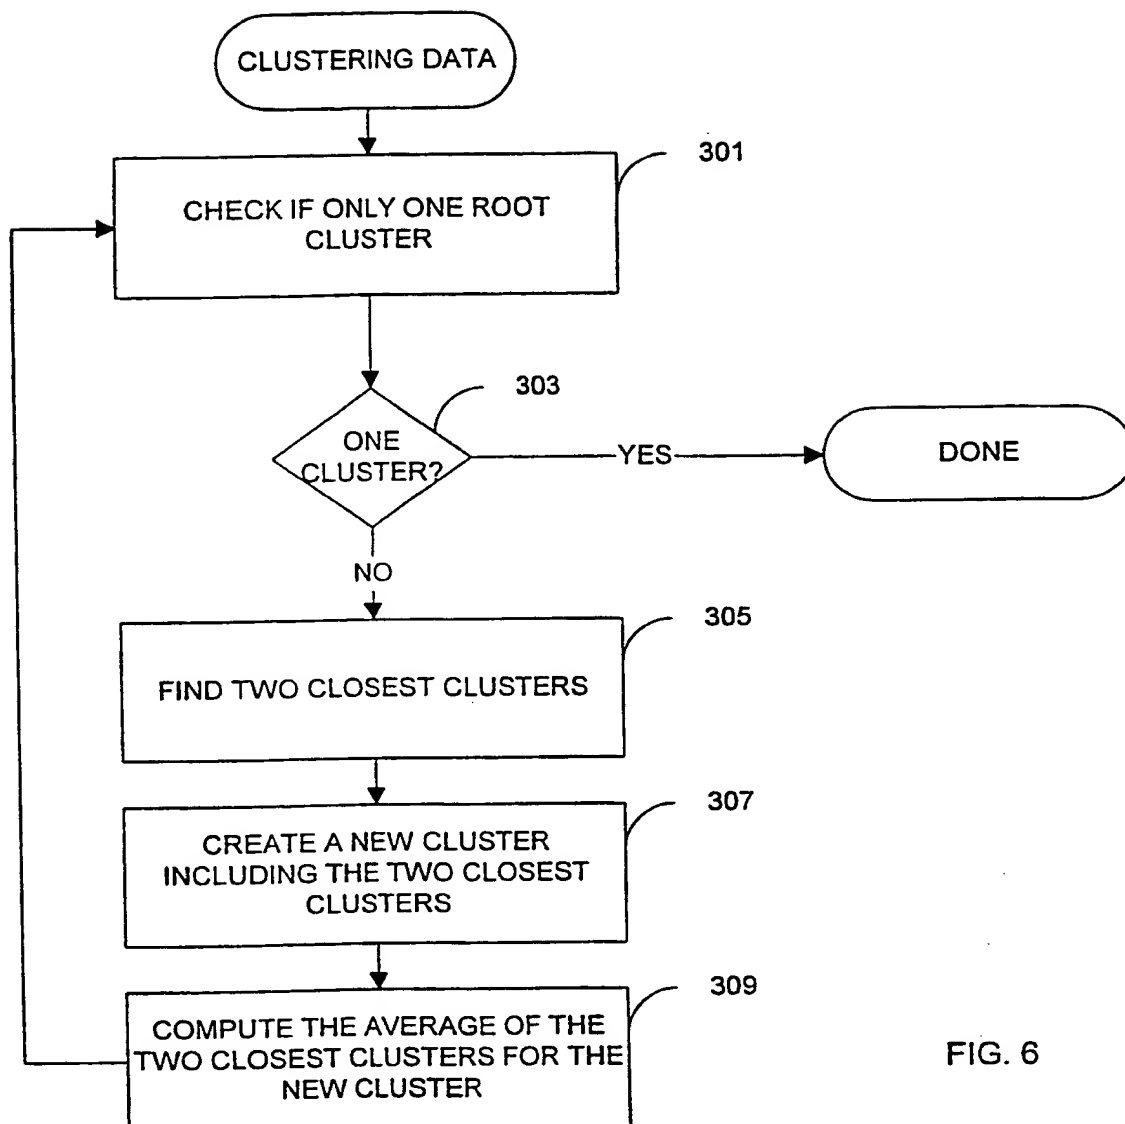 CLUSTERING DATA
301
CHECK IF ONLY ONE ROOT
CLUSTER
303
ONE
CLUSTER?
YES
DONE
NO
305
FIND TWO CLOSEST CLUSTERS
307
CREATE A NEW CLUSTER
INCLUDING THE TWO CLOSEST
CLUSTERS
309
COMPUTE THE AVERAGE OF THE
TWO CLOSEST CLUSTERS FOR THE
NEW CLUSTER
FIG. 6